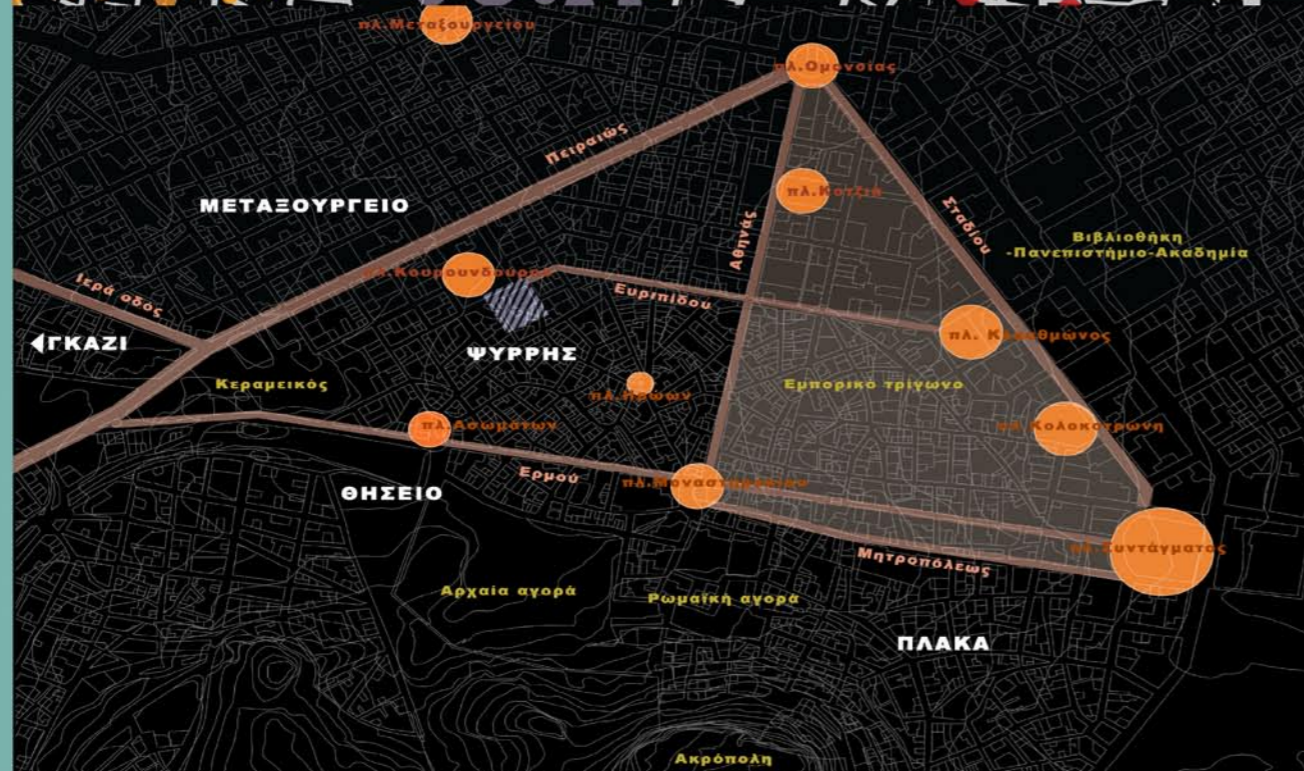 πλ.Μεταξουργείου
πλ.Ομονοίας
Πειραιώς
πλ.Κοτζιά
ΜΕΤΑΞΟΥΡΓΕΙΟ
Αθηνάς
Σταδίου
Βιβλιοθήκη
-Πανεπιστήμιο-Ακαδημία
πλ.Κουμουνδούρου
Ιερά οδός
Ευριπίδου
ΓΚΑΖΙ
ΨΥΡΡΗΣ
πλ. Κλαυθμώνος
Κεραμεικός
Εμπορικό τρίγωνο
πλ.Ηρώων
πλ.Ασωμάτων
πλ.Κολοκοτρώνη
Ερμού
πλ.Μοναστηρακίου
ΘΗΣΕΙΟ
πλ.Συντάγματος
Μητροπόλεως
Αρχαία αγορά
Ρωμαϊκή αγορά
ΠΛΑΚΑ
Ακρόπολη